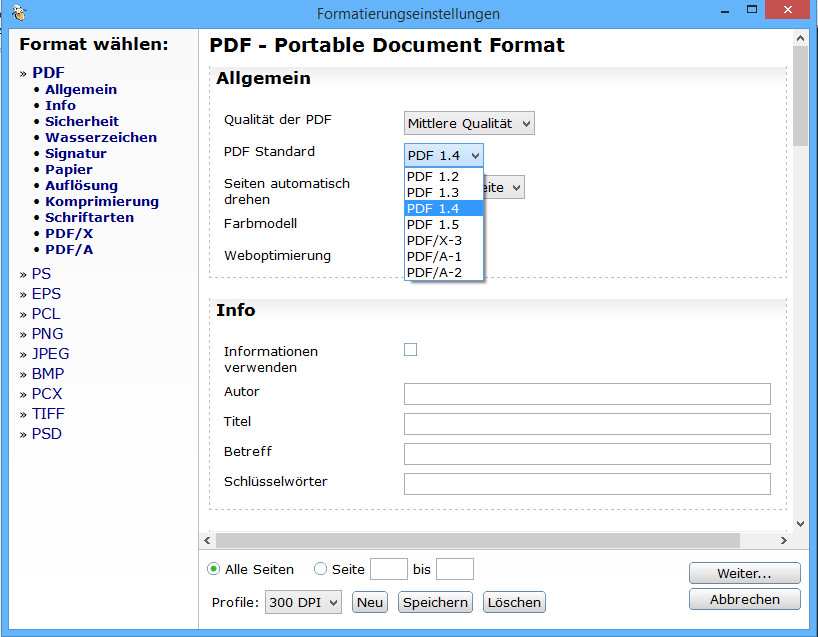 Formatierungseinstellungen
Format wählen:
» PDF
• Allgemein
• Info
• Sicherheit
• Wasserzeichen
• Signatur
• Papier
• Auflösung
• Komprimierung
• Schriftarten
• PDF/X
• PDF/A
» PS
» EPS
» PCL
» PNG
» JPEG
» BMP
» PCX
» TIFF
» PSD
PDF - Portable Document Format
Allgemein
Qualität der PDF
Mittlere Qualität
PDF Standard
PDF 1.4
PDF 1.2
PDF 1.3
PDF 1.4
PDF 1.5
PDF/X-3
PDF/A-1
PDF/A-2
Seiten automatisch
drehen
Farbmodell
Weboptimierung
Info
Informationen
verwenden
Autor
Titel
Betreff
Schlüsselwörter
Alle Seiten Seite bis
Profile: 300 DPI Neu Speichern Löschen
Weiter...
Abbrechen